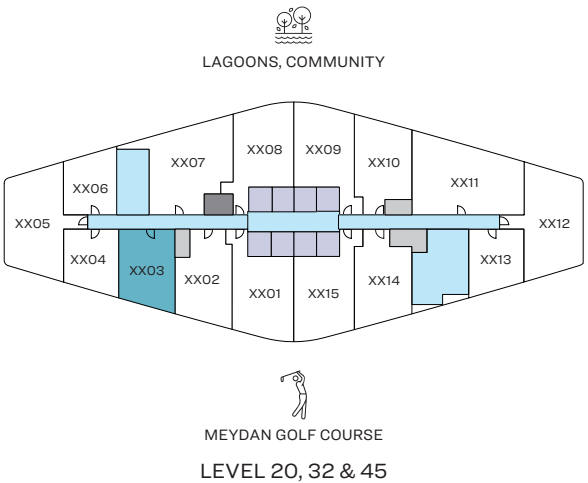 LAGOONS, COMMUNITY
XX08
XX09
XX07
XX10
XX06
XX11
XX05
XX12
XX04
XX03
XX02
XX01
XX15
XX14
XX13
MEYDAN GOLF COURSE
LEVEL 20, 32 & 45